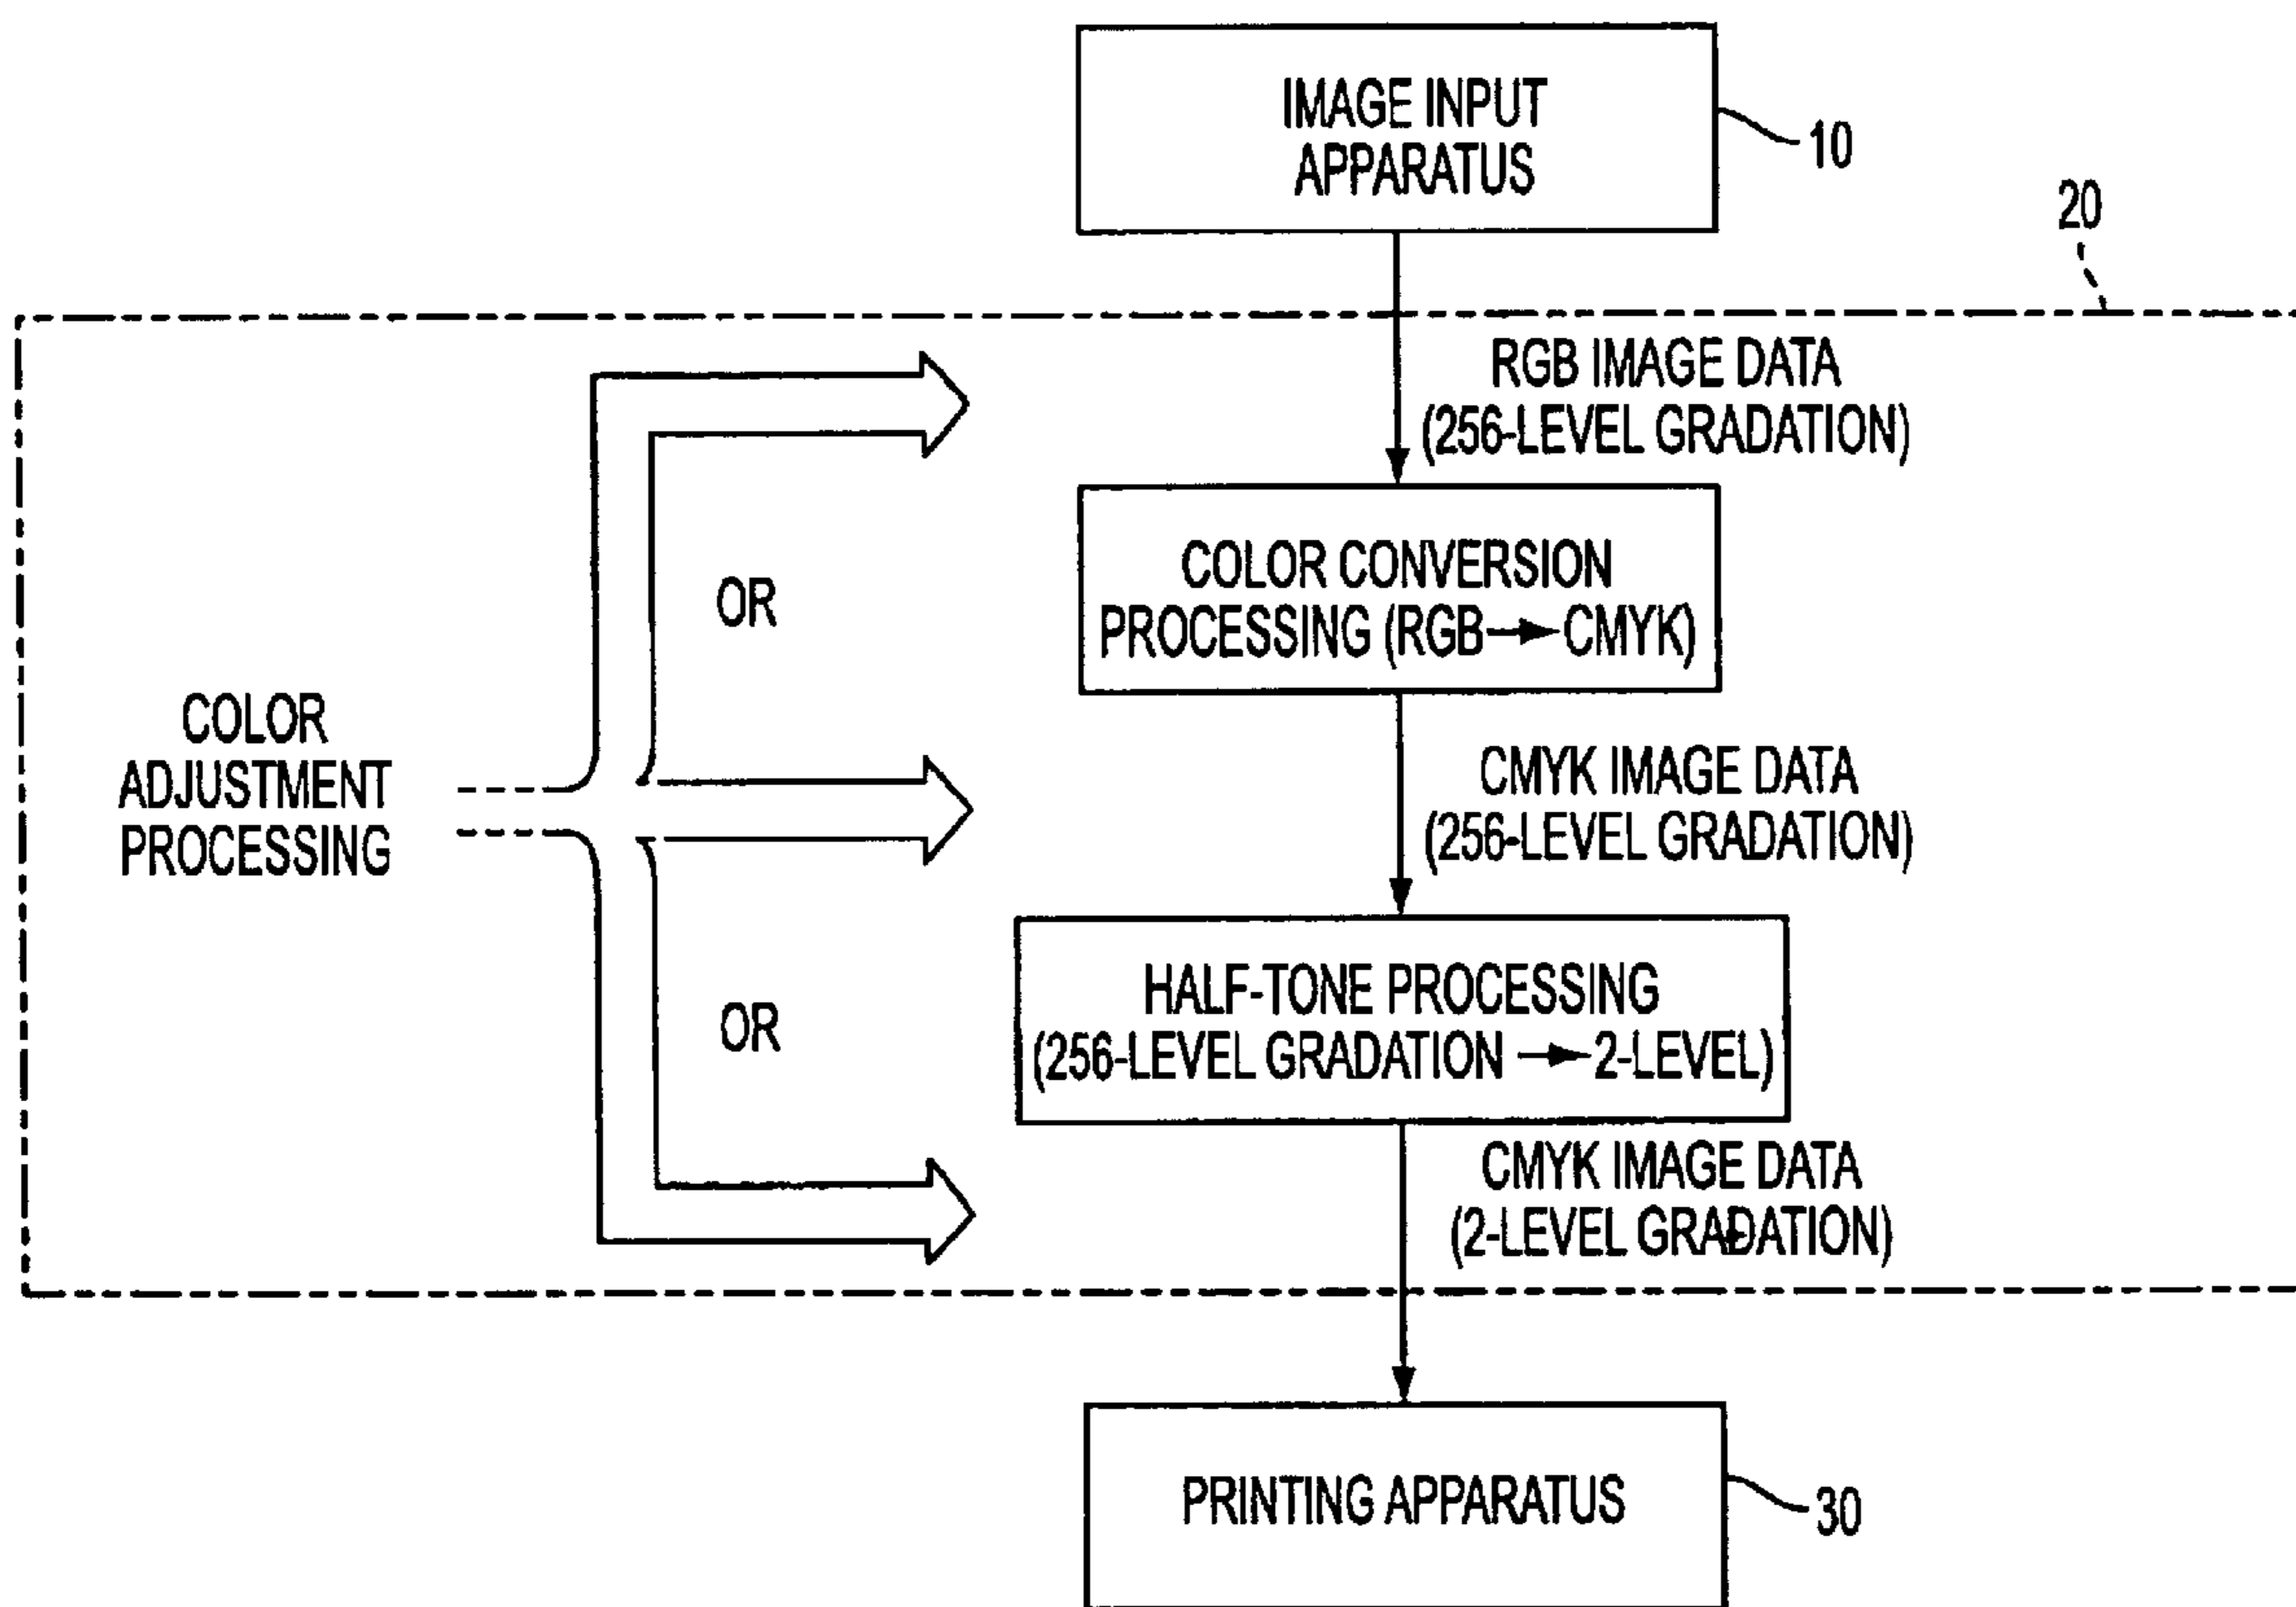 IMAGE INPUT
APPARATUS
10
20
RGB IMAGE DATA
(256-LEVEL GRADATION)
COLOR CONVERSION
PROCESSING (RGB→CMYK)
OR
COLOR
ADJUSTMENT
PROCESSING
CMYK IMAGE DATA
(256-LEVEL GRADATION)
HALF-TONE PROCESSING
(256-LEVEL GRADATION → 2-LEVEL)
OR
CMYK IMAGE DATA
(2-LEVEL GRADATION)
PRINTING APPARATUS
30